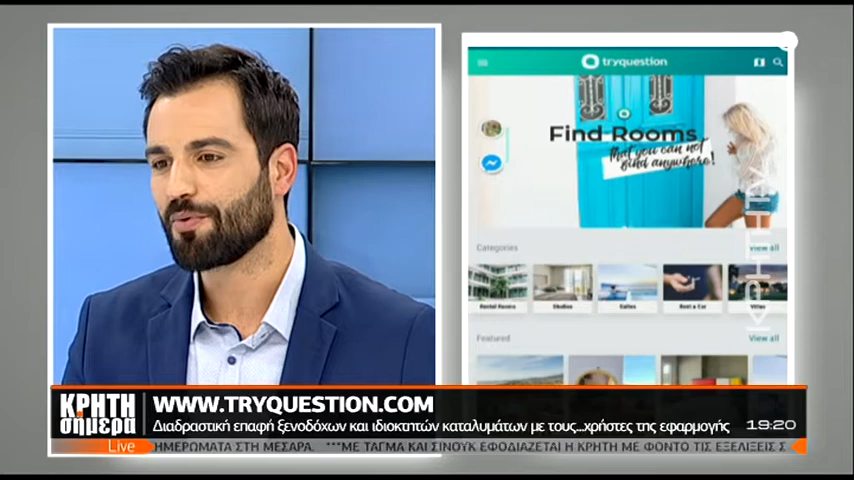 tryquestion
Find Rooms
that you can not
find anywhere!
Categories
View all
Rental Rooms
Studios
Suites
Rent a Car
Villas
Featured
View all
ΚΡΗΤΗ TV
ΚΡΗΤΗ
σήμερα
WWW.TRYQUESTION.COM
Διαδραστική επαφή ξενοδόχων και ιδιοκτητών καταλυμάτων με τους...χρήστες της εφαρμογής
19:20
Live
ΗΜΕΡΩΜΑΤΑ ΣΤΗ ΜΕΣΑΡΑ. ***ΜΕ ΤΑΓΜΑ ΚΑΙ ΣΙΝΟΥΚ ΕΦΟΔΙΑΖΕΤΑΙ Η ΚΡΗΤΗ ΜΕ ΦΟΝΤΟ ΤΙΣ ΕΞΕΛΙΞΕΙΣ Σ